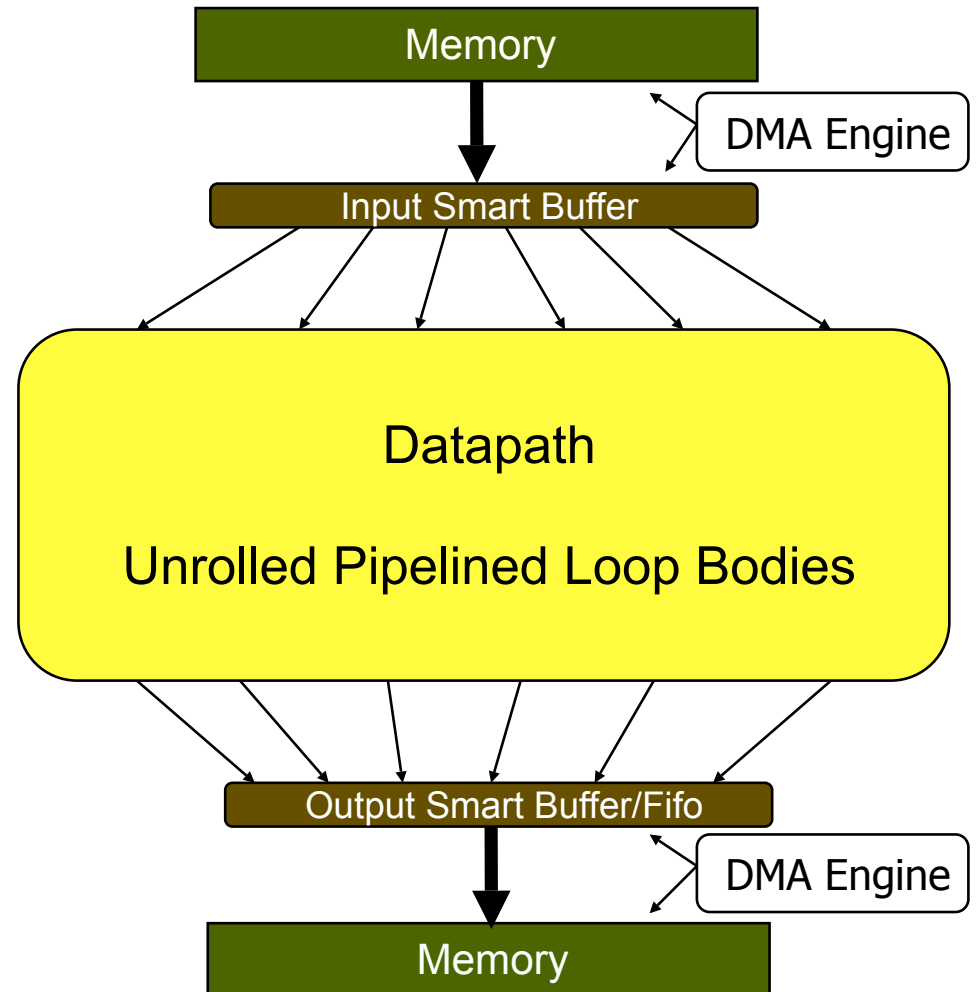 Memory
DMA Engine
Input Smart Buffer
Datapath
Unrolled Pipelined Loop Bodies
Output Smart Buffer/Fifo
DMA Engine
Memory